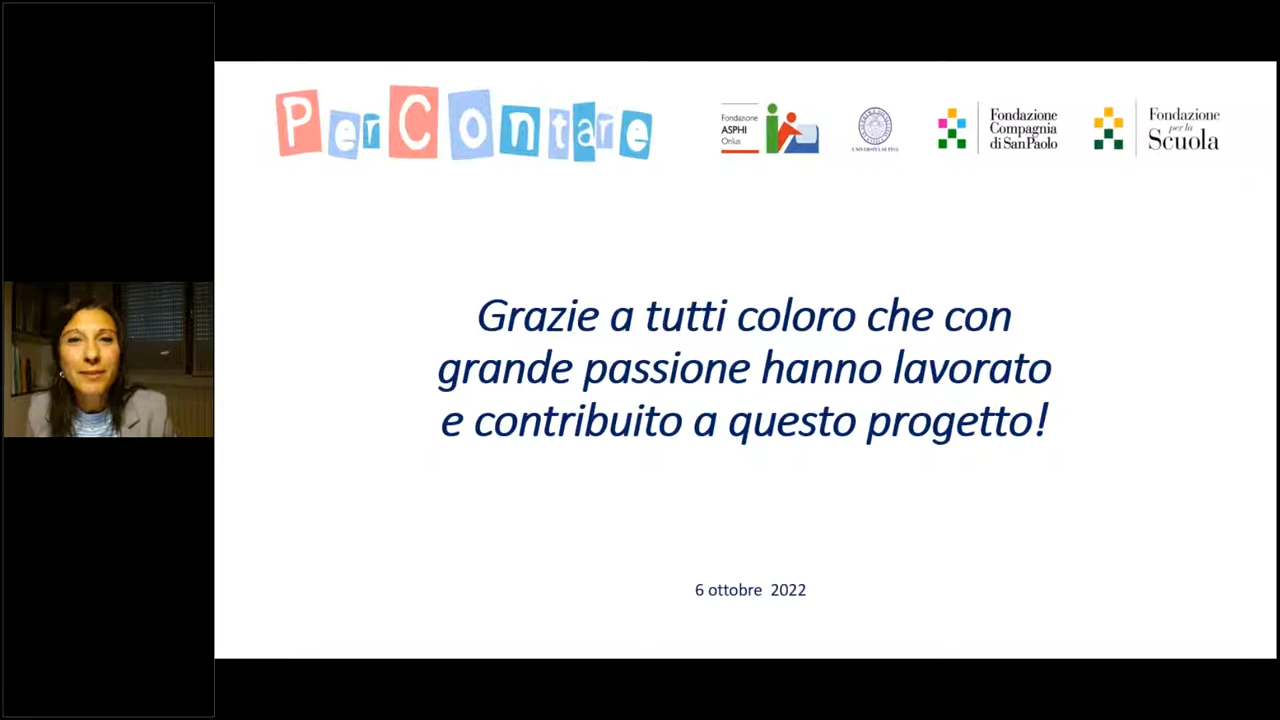 PerContare
Fondazione
ASPHI
Onlus
Fondazione
Compagnia
di San Paolo
Fondazione
per la
Scuola
Grazie a tutti coloro che con
grande passione hanno lavorato
e contribuito a questo progetto!
6 ottobre 2022